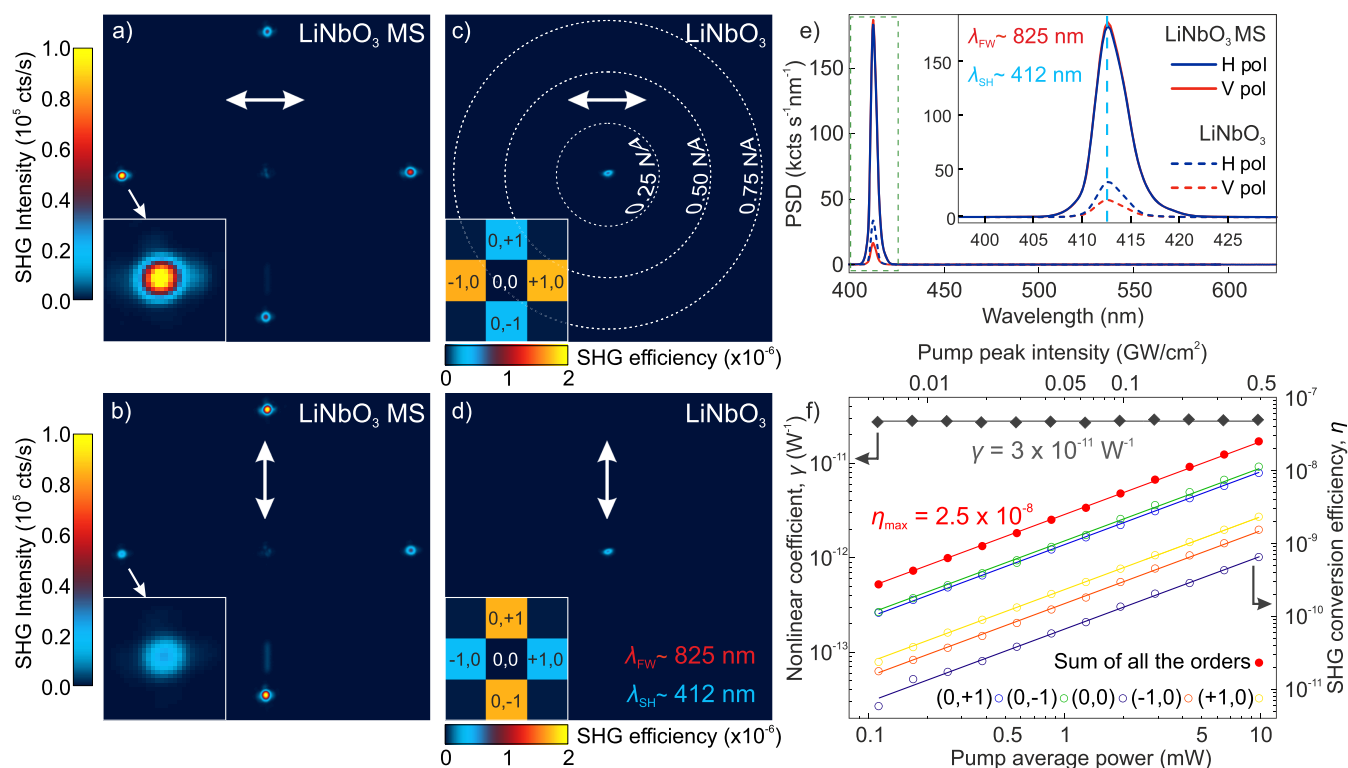 a)
LiNbO₃ MS
SHG Intensity (10⁵ cts/s)
1.0
0.8
0.6
0.4
0.2
0.0
c)
LiNbO₃
0.25 NA
0.50 NA
0.75 NA
0,+1
-1,0
0,0
+1,0
0,-1
SHG efficiency (x10⁻⁶)
0
1
2
b)
LiNbO₃ MS
SHG Intensity (10⁵ cts/s)
1.0
0.8
0.6
0.4
0.2
0.0
d)
LiNbO₃
0,+1
-1,0
0,0
+1,0
0,-1
λFW~ 825 nm
λSH~ 412 nm
SHG efficiency (x10⁻⁶)
0
1
2
e)
PSD (kcts s⁻¹nm⁻¹)
150
100
50
0
400
450
500
550
600
Wavelength (nm)
λFW~ 825 nm
λSH~ 412 nm
LiNbO₃ MS
H pol
V pol
LiNbO₃
H pol
V pol
150
100
50
0
400
405
410
415
420
425
Pump peak intensity (GW/cm²)
0.01
0.05
0.1
0.5
f)
Nonlinear coefficient, γ (W⁻¹)
10⁻¹¹
10⁻¹²
10⁻¹³
γ = 3 x 10⁻¹¹ W⁻¹
ηmax = 2.5 x 10⁻⁸
SHG conversion efficiency, η
10⁻⁷
10⁻⁸
10⁻⁹
10⁻¹⁰
10⁻¹¹
Sum of all the orders
(0,+1) (0,-1) (0,0) (-1,0) (+1,0)
0.1
0.5
1
5
10
Pump average power (mW)